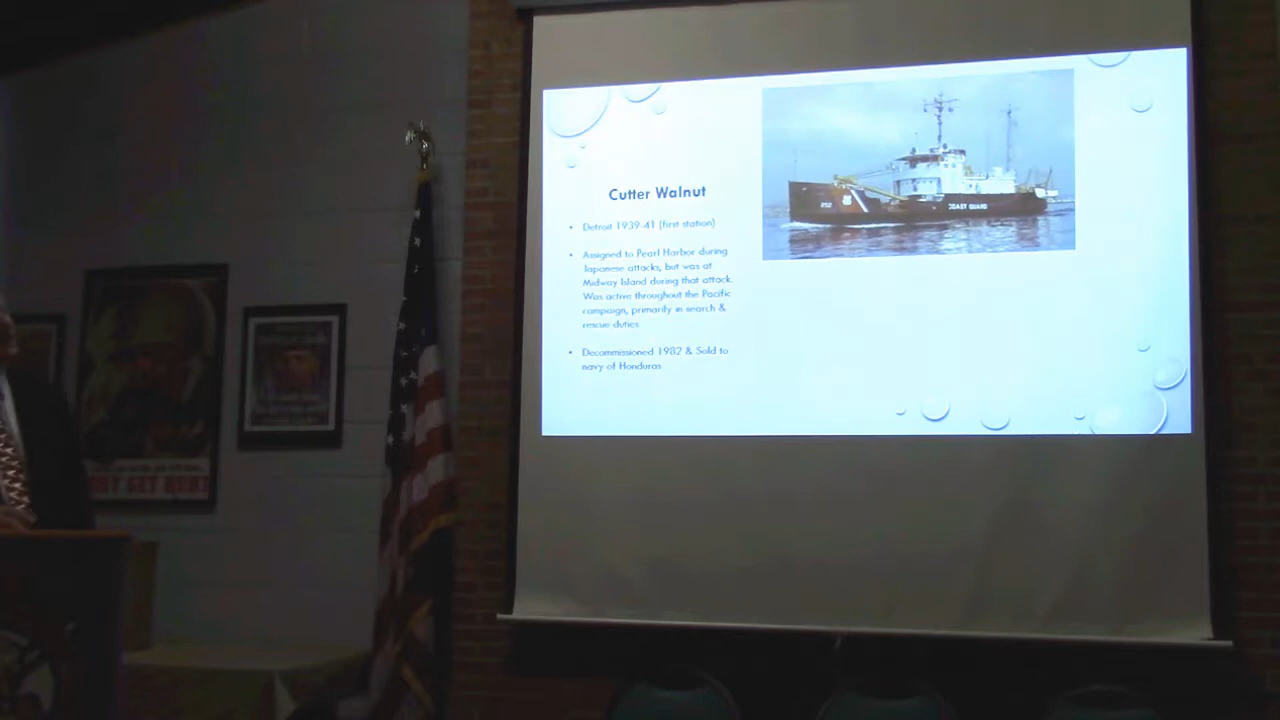 Cutter Walnut
• Detroit 1939-41 (first station)
• Assigned to Pearl Harbor during
Japanese attacks, but was at
Midway Island during that attack.
Was active throughout the Pacific
campaign, primarily in search &
rescue duties
• Decommissioned 1982 & Sold to
navy of Honduras
252
COAST GUARD
GET